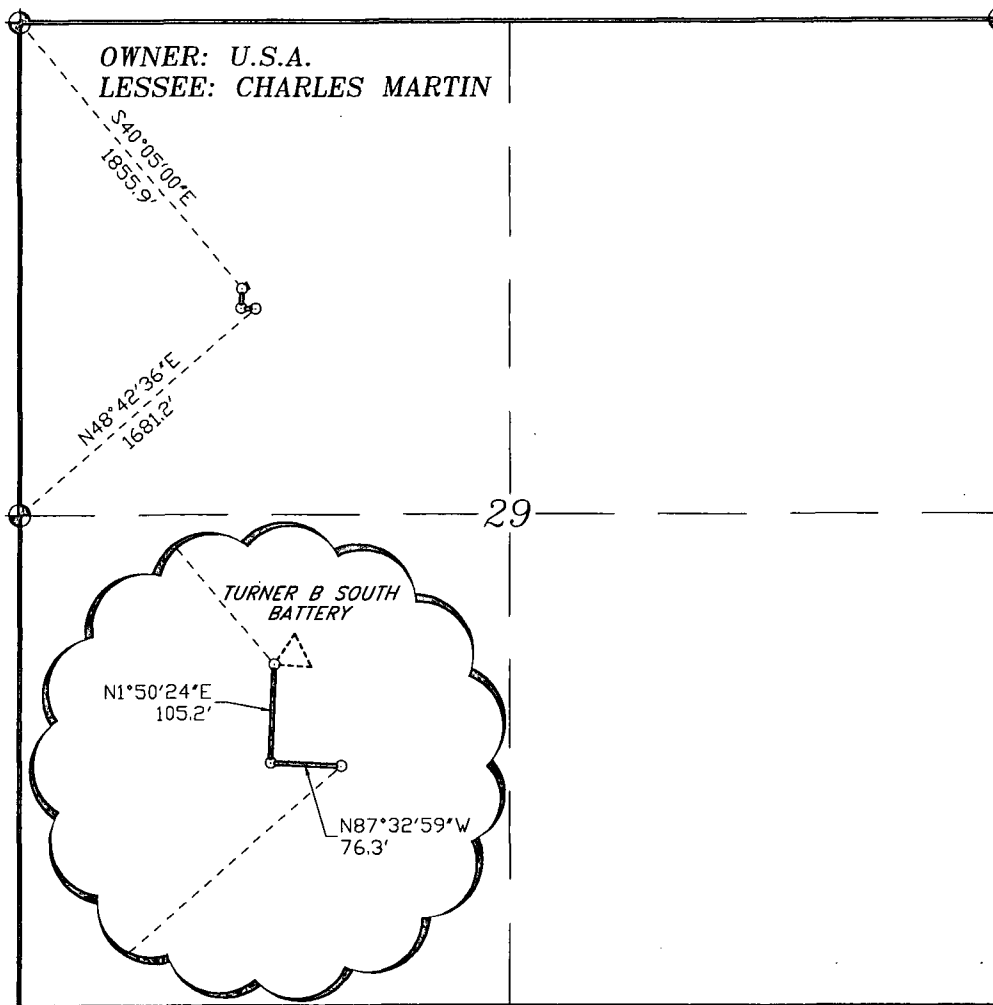 OWNER: U.S.A.
LESSEE: CHARLES MARTIN
S40°05'00"E
1855.9'
N48°42'36"E
1681.2'
29
TURNER B SOUTH
BATTERY
N1°50'24"E
105.2'
N87°32'59"W
76.3'